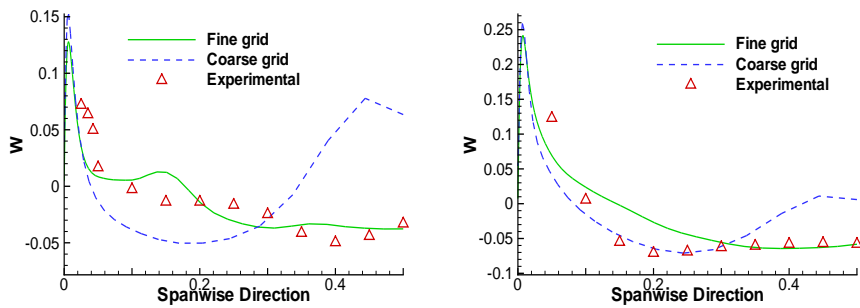 0.15
0.1
0.05
0
-0.05
W
0 0.2 0.4
Spanwise Direction
Fine grid
Coarse grid
Experimental
0.25
0.2
0.15
0.1
0.05
0
-0.05
-0.1
W
0 0.2 0.4
Spanwise Direction
Fine grid
Coarse grid
Experimental